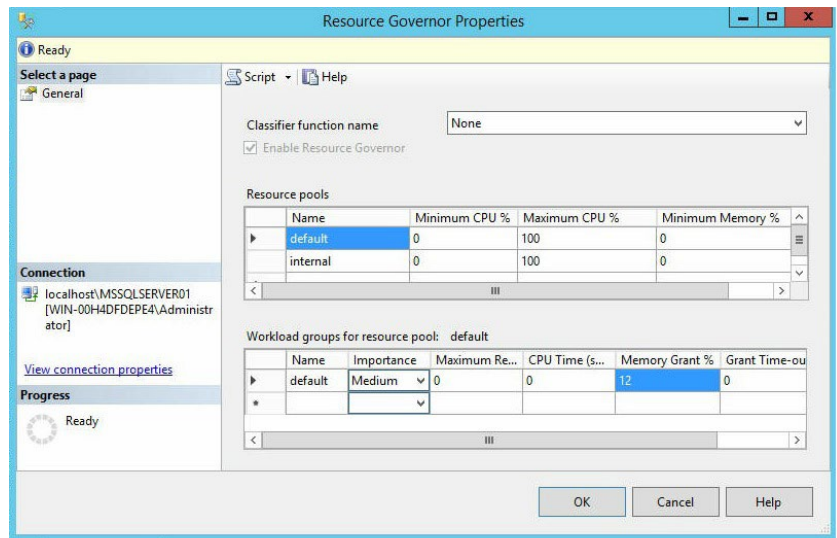 Resource Governor Properties
Ready
Select a page
General
Script Help
Classifier function name None
Enable Resource Governor
Resource pools
Name Minimum CPU % Maximum CPU % Minimum Memory %
default 0 100 0
internal 0 100 0
Connection
localhost\MSSQLSERVER01
[WIN-00H4DFDEPE4\Administr
ator]
View connection properties
Progress
Ready
Workload groups for resource pool: default
Name Importance Maximum Re... CPU Time (s... Memory Grant % Grant Time-ou
default Medium 0 0 12 0
*
OK Cancel Help